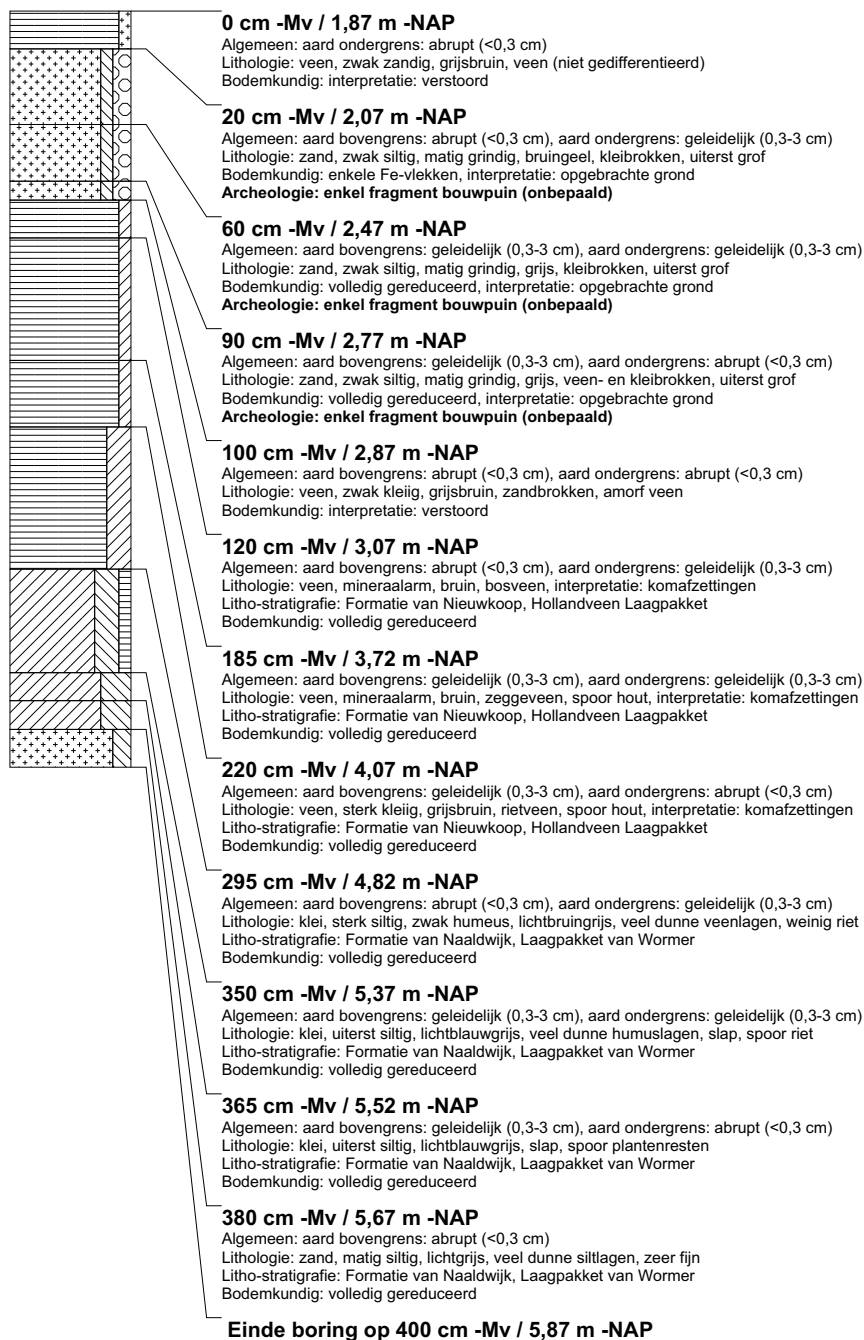 0 cm -Mv / 1,87 m -NAP
Algemeen: aard ondergrens: abrupt (<0,3 cm)
Lithologie: veen, zwak zandig, grijsbruin, veen (niet gedifferentieerd)
Bodemkundig: interpretatie: verstoord
20 cm -Mv / 2,07 m -NAP
Algemeen: aard bovengrens: abrupt (<0,3 cm), aard ondergrens: geleidelijk (0,3-3 cm)
Lithologie: zand, zwak siltig, matig grindig, bruingeel, kleibrokken, uiterst grof
Bodemkundig: enkele Fe-vlekken, interpretatie: opgebrachte grond
Archeologie: enkel fragment bouwpuin (onbepaald)
60 cm -Mv / 2,47 m -NAP
Algemeen: aard bovengrens: geleidelijk (0,3-3 cm), aard ondergrens: geleidelijk (0,3-3 cm)
Lithologie: zand, zwak siltig, matig grindig, grijs, kleibrokken, uiterst grof
Bodemkundig: volledig gereduceerd, interpretatie: opgebrachte grond
Archeologie: enkel fragment bouwpuin (onbepaald)
90 cm -Mv / 2,77 m -NAP
Algemeen: aard bovengrens: geleidelijk (0,3-3 cm), aard ondergrens: abrupt (<0,3 cm)
Lithologie: zand, zwak siltig, matig grindig, grijs, veen- en kleibrokken, uiterst grof
Bodemkundig: volledig gereduceerd, interpretatie: opgebrachte grond
Archeologie: enkel fragment bouwpuin (onbepaald)
100 cm -Mv / 2,87 m -NAP
Algemeen: aard bovengrens: abrupt (<0,3 cm), aard ondergrens: abrupt (<0,3 cm)
Lithologie: veen, zwak kleiig, grijsbruin, zandbrokken, amorf veen
Bodemkundig: interpretatie: verstoord
120 cm -Mv / 3,07 m -NAP
Algemeen: aard bovengrens: abrupt (<0,3 cm), aard ondergrens: geleidelijk (0,3-3 cm)
Lithologie: veen, mineraalarm, bruin, bosveen, interpretatie: komafzettingen
Litho-stratigrafie: Formatie van Nieuwkoop, Hollandveen Laagpakket
Bodemkundig: volledig gereduceerd
185 cm -Mv / 3,72 m -NAP
Algemeen: aard bovengrens: geleidelijk (0,3-3 cm), aard ondergrens: geleidelijk (0,3-3 cm)
Lithologie: veen, mineraalarm, bruin, zeggeveen, spoor hout, interpretatie: komafzettingen
Litho-stratigrafie: Formatie van Nieuwkoop, Hollandveen Laagpakket
Bodemkundig: volledig gereduceerd
220 cm -Mv / 4,07 m -NAP
Algemeen: aard bovengrens: geleidelijk (0,3-3 cm), aard ondergrens: abrupt (<0,3 cm)
Lithologie: veen, sterk kleiig, grijsbruin, rietveen, spoor hout, interpretatie: komafzettingen
Litho-stratigrafie: Formatie van Nieuwkoop, Hollandveen Laagpakket
Bodemkundig: volledig gereduceerd
295 cm -Mv / 4,82 m -NAP
Algemeen: aard bovengrens: abrupt (<0,3 cm), aard ondergrens: geleidelijk (0,3-3 cm)
Lithologie: klei, sterk siltig, zwak humeus, lichtbruingrijs, veel dunne veenlagen, weinig riet
Litho-stratigrafie: Formatie van Naaldwijk, Laagpakket van Wormer
Bodemkundig: volledig gereduceerd
350 cm -Mv / 5,37 m -NAP
Algemeen: aard bovengrens: geleidelijk (0,3-3 cm), aard ondergrens: geleidelijk (0,3-3 cm)
Lithologie: klei, uiterst siltig, lichtblauwgrijs, veel dunne humuslagen, slap, spoor riet
Litho-stratigrafie: Formatie van Naaldwijk, Laagpakket van Wormer
Bodemkundig: volledig gereduceerd
365 cm -Mv / 5,52 m -NAP
Algemeen: aard bovengrens: geleidelijk (0,3-3 cm), aard ondergrens: abrupt (<0,3 cm)
Lithologie: klei, uiterst siltig, lichtblauwgrijs, slap, spoor plantenresten
Litho-stratigrafie: Formatie van Naaldwijk, Laagpakket van Wormer
Bodemkundig: volledig gereduceerd
380 cm -Mv / 5,67 m -NAP
Algemeen: aard bovengrens: abrupt (<0,3 cm)
Lithologie: zand, matig siltig, lichtgrijs, veel dunne siltlagen, zeer fijn
Litho-stratigrafie: Formatie van Naaldwijk, Laagpakket van Wormer
Bodemkundig: volledig gereduceerd
Einde boring op 400 cm -Mv / 5,87 m -NAP